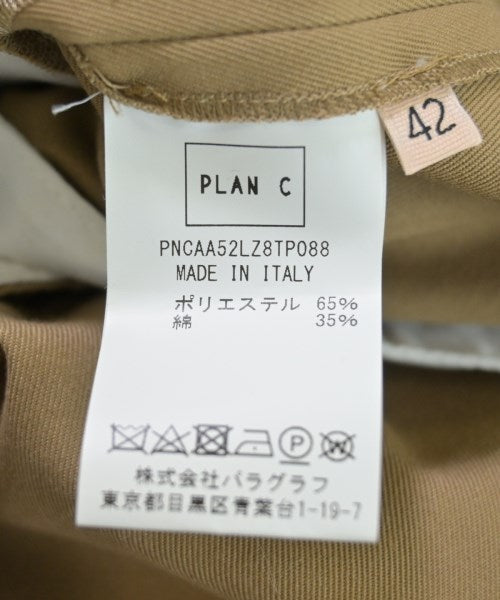 42
PLAN C
PNCAA52LZ8TP088
MADE IN ITALY
ポリエステル 65%
綿 35%
P W
株式会社パラグラフ
東京都目黒区青葉台1-19-7